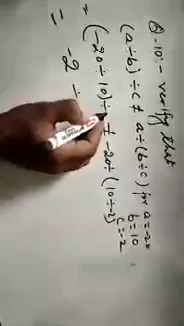 Q-10:- verify that
(a÷b)÷c ≠ a÷(b÷c) for a=-20
b=10
c=-2
= (-20÷10)÷ ≠ -20÷(10÷-2)
= -2 ÷